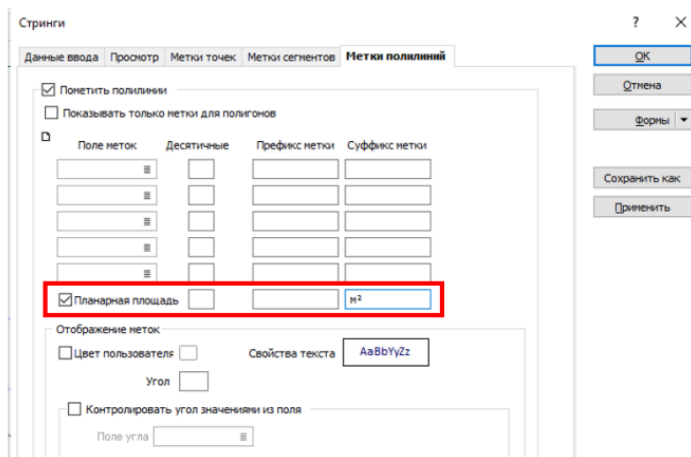 Стринги
? ×
Данные ввода Просмотр Метки точек Метки сегментов Метки полилиний
Пометить полилинии
Показывать только метки для полигонов
Поле меток Десятичные Префикс метки Суффикс метки
Планарная площадь м²
Отображение меток
Цвет пользователя Свойства текста AaBbYyZz
Угол
Контролировать угол значениями из поля
Поле угла
OK
Отмена
Формы
Сохранить как
Применить